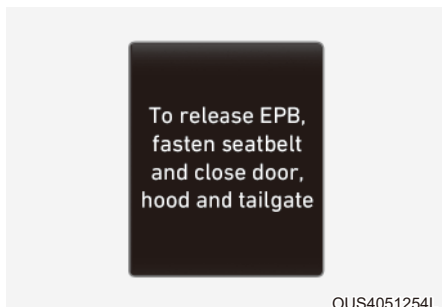 To release EPB,
fasten seatbelt
and close door,
hood and tailgate
OUS4051254L